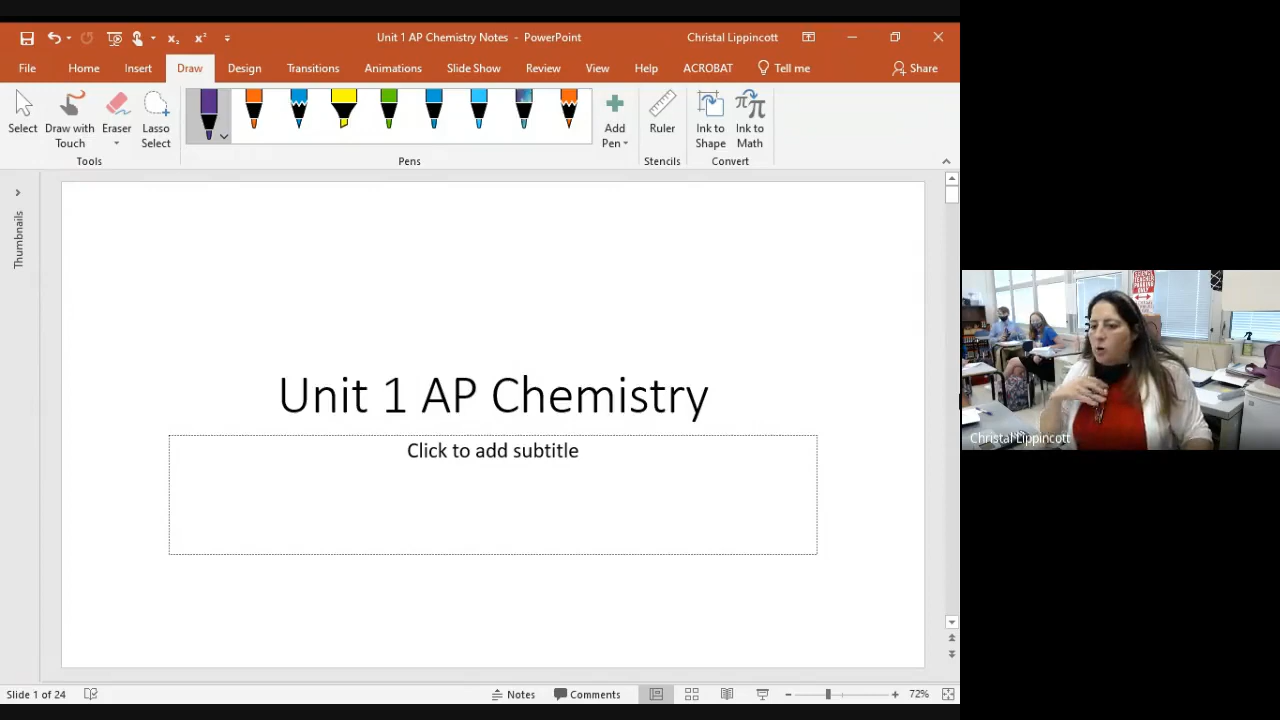 Unit 1 AP Chemistry Notes - PowerPoint
Christal Lippincott
File Home Insert Draw Design Transitions Animations Slide Show Review View Help ACROBAT Tell me Share
Select
Draw with Touch
Eraser
Lasso Select
Add Pen
Ruler
Ink to Shape
Ink to Math
Tools Pens Stencils Convert
Thumbnails
Unit 1 AP Chemistry
Click to add subtitle
PARKING
ONLY
Christal Lippincott
Slide 1 of 24 Notes Comments 72%